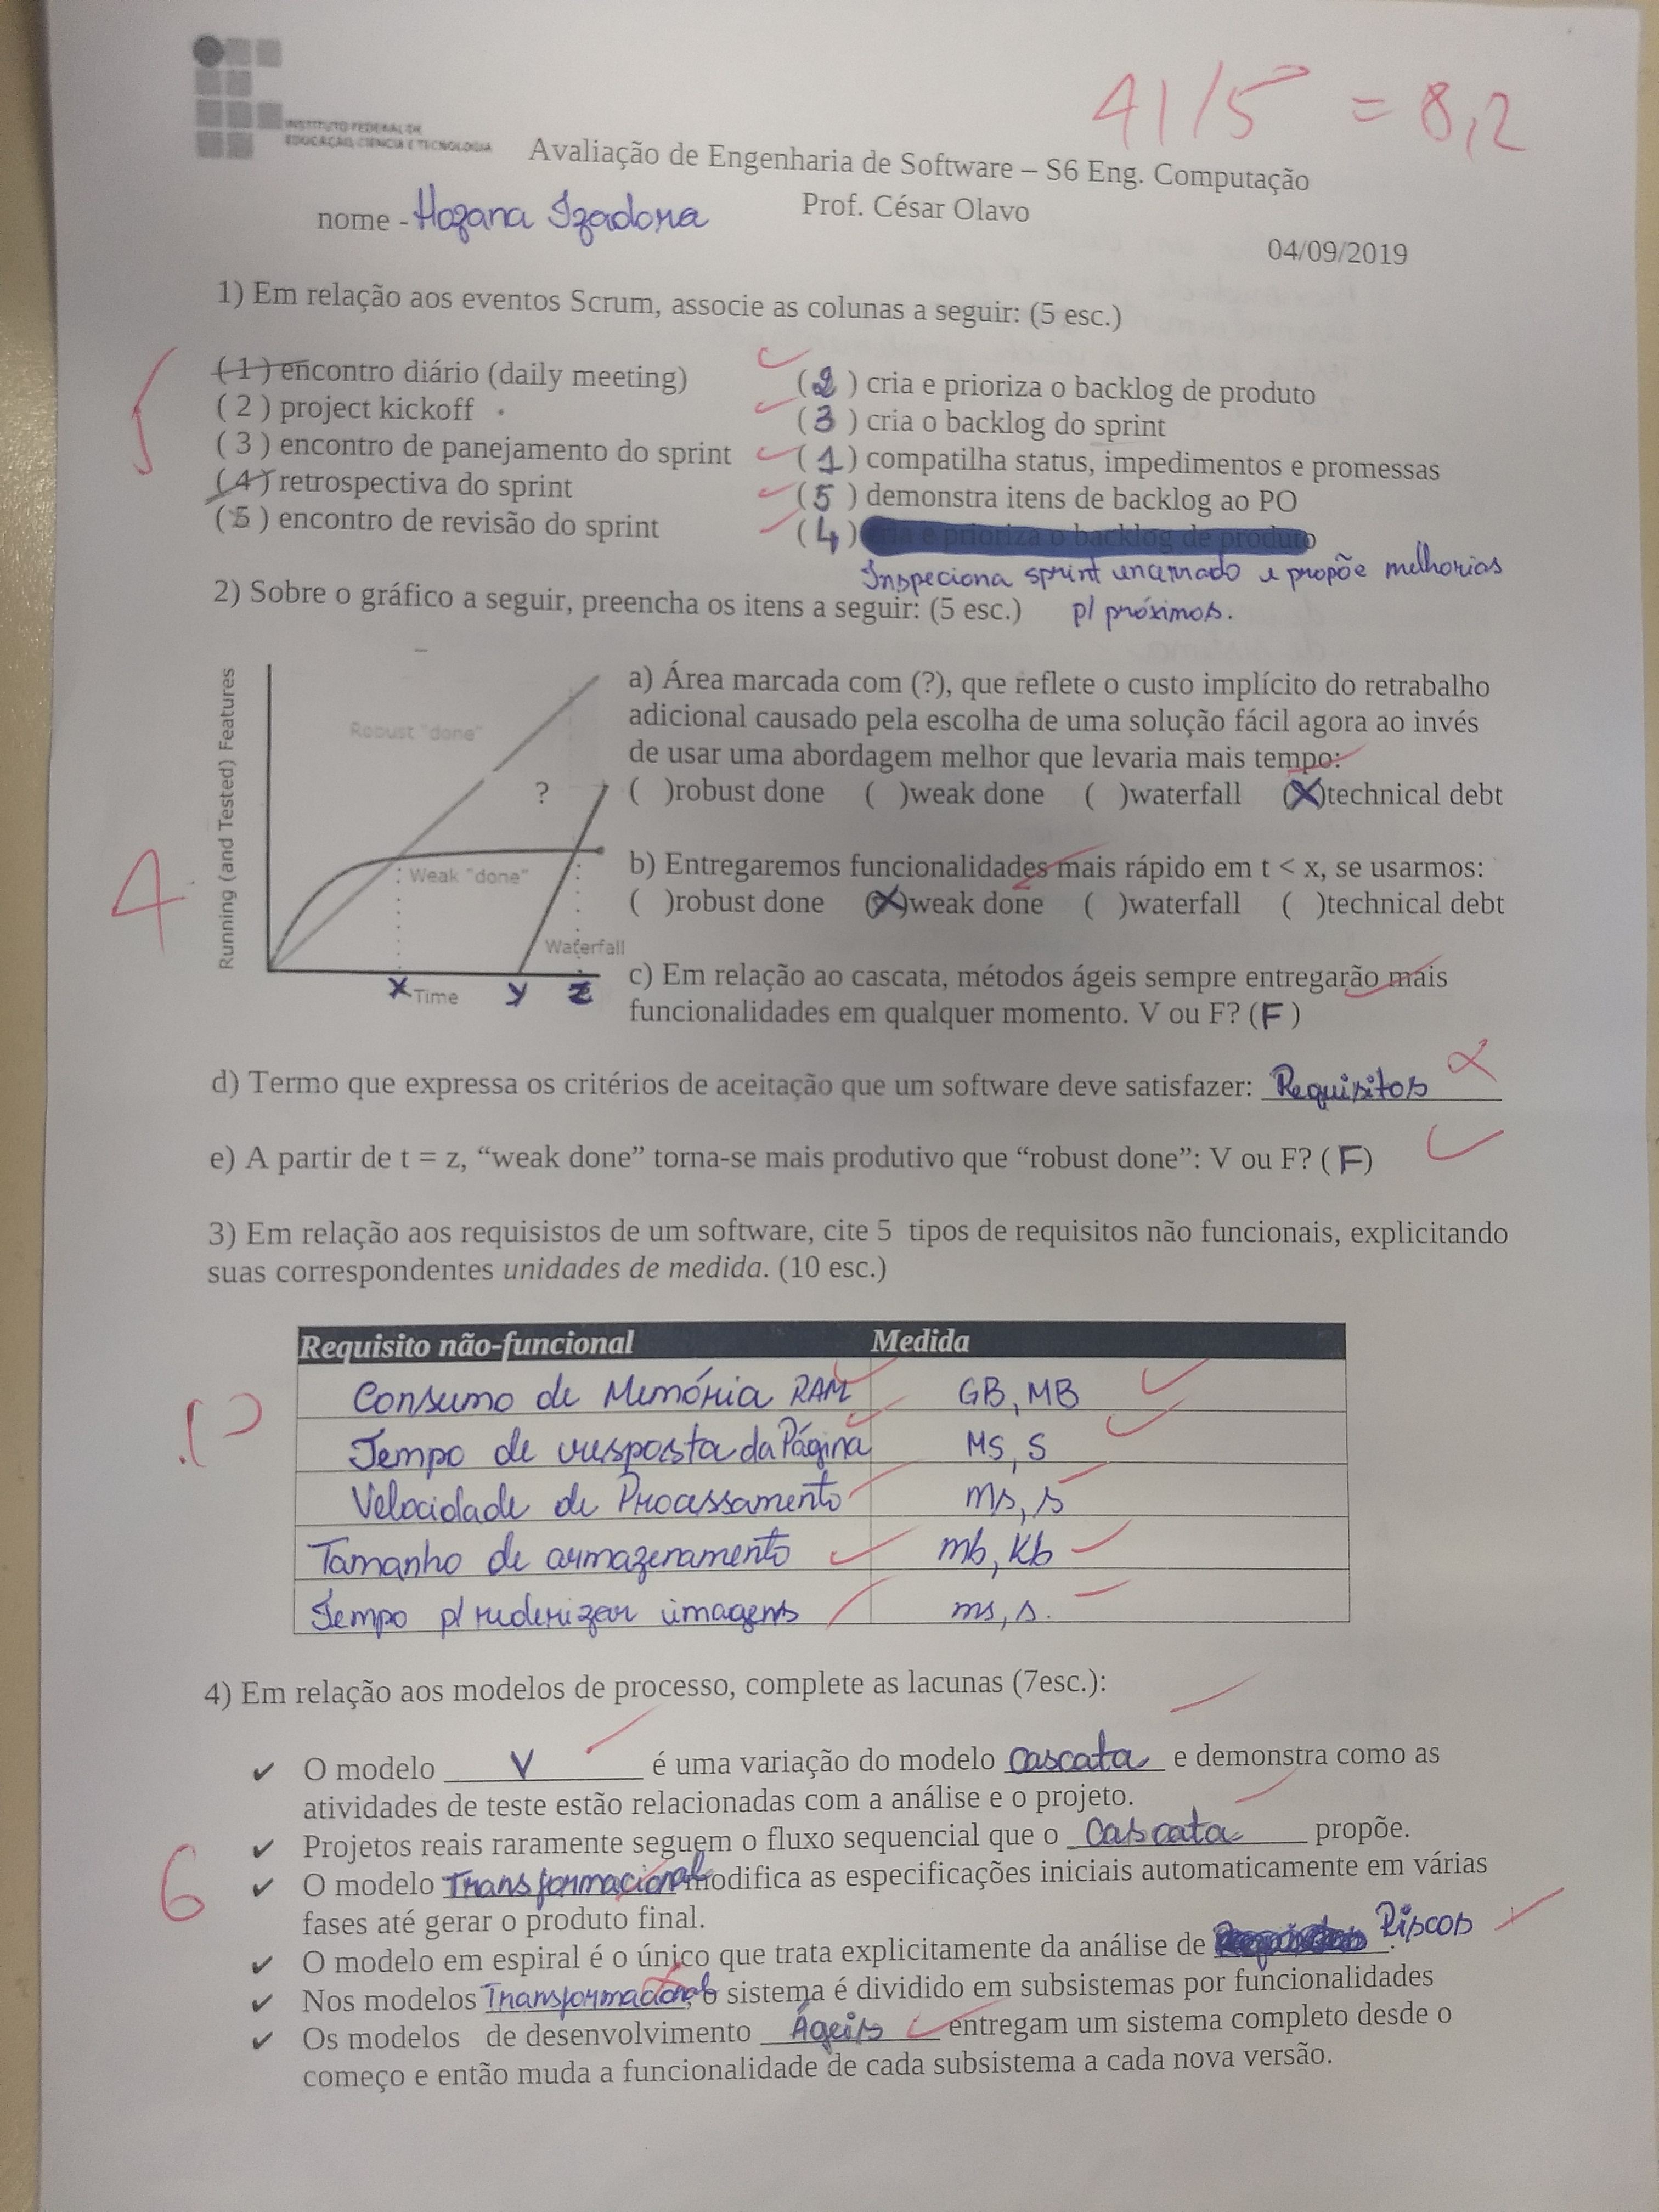 41/5 = 8,2
INSTITUTO FEDERAL DE
EDUCAÇÃO, CIÊNCIA E TECNOLOGIA
Avaliação de Engenharia de Software – S6 Eng. Computação
Prof. César Olavo
nome - Hozana Izadora
04/09/2019
1) Em relação aos eventos Scrum, associe as colunas a seguir: (5 esc.)
5
( 1 ) encontro diário (daily meeting)
( 2 ) project kickoff
( 3 ) encontro de panejamento do sprint
( 4 ) retrospectiva do sprint
( 5 ) encontro de revisão do sprint
( 2 ) cria e prioriza o backlog de produto
( 3 ) cria o backlog do sprint
( 1 ) compatilha status, impedimentos e promessas
( 5 ) demonstra itens de backlog ao PO
( 4 ) cria e prioriza o backlog de produto
Inspeciona sprint encerrado e propõe melhorias
p/ próximos.
2) Sobre o gráfico a seguir, preencha os itens a seguir: (5 esc.)
4
Running (and Tested) Features
Robust "done"
?
Weak "done"
Waterfall
X Time y z
a) Área marcada com (?), que reflete o custo implícito do retrabalho
adicional causado pela escolha de uma solução fácil agora ao invés
de usar uma abordagem melhor que levaria mais tempo:
( )robust done ( )weak done ( )waterfall (X)technical debt
b) Entregaremos funcionalidades mais rápido em t < x, se usarmos:
( )robust done (X)weak done ( )waterfall ( )technical debt
c) Em relação ao cascata, métodos ágeis sempre entregarão mais
funcionalidades em qualquer momento. V ou F? (F )
d) Termo que expressa os critérios de aceitação que um software deve satisfazer: Requisitos
e) A partir de t = z, “weak done” torna-se mais produtivo que “robust done”: V ou F? ( F)
3) Em relação aos requisistos de um software, cite 5 tipos de requisitos não funcionais, explicitando
suas correspondentes unidades de medida. (10 esc.)
10
Requisito não-funcional Medida
Consumo de Memória RAM GB, MB
Tempo de resposta da Página MS, S
Velocidade de Processamento ms, s
Tamanho de armazenamento mb, Kb
Tempo p/ renderizar imagens ms, s.
4) Em relação aos modelos de processo, complete as lacunas (7esc.):
6
✔ O modelo V é uma variação do modelo cascata e demonstra como as
atividades de teste estão relacionadas com a análise e o projeto.
✔ Projetos reais raramente seguem o fluxo sequencial que o Cascata propõe.
✔ O modelo Transformacional modifica as especificações iniciais automaticamente em várias
fases até gerar o produto final.
✔ O modelo em espiral é o único que trata explicitamente da análise de Riscos.
✔ Nos modelos Transformacional, o sistema é dividido em subsistemas por funcionalidades
✔ Os modelos de desenvolvimento Ágeis entregam um sistema completo desde o
começo e então muda a funcionalidade de cada subsistema a cada nova versão.